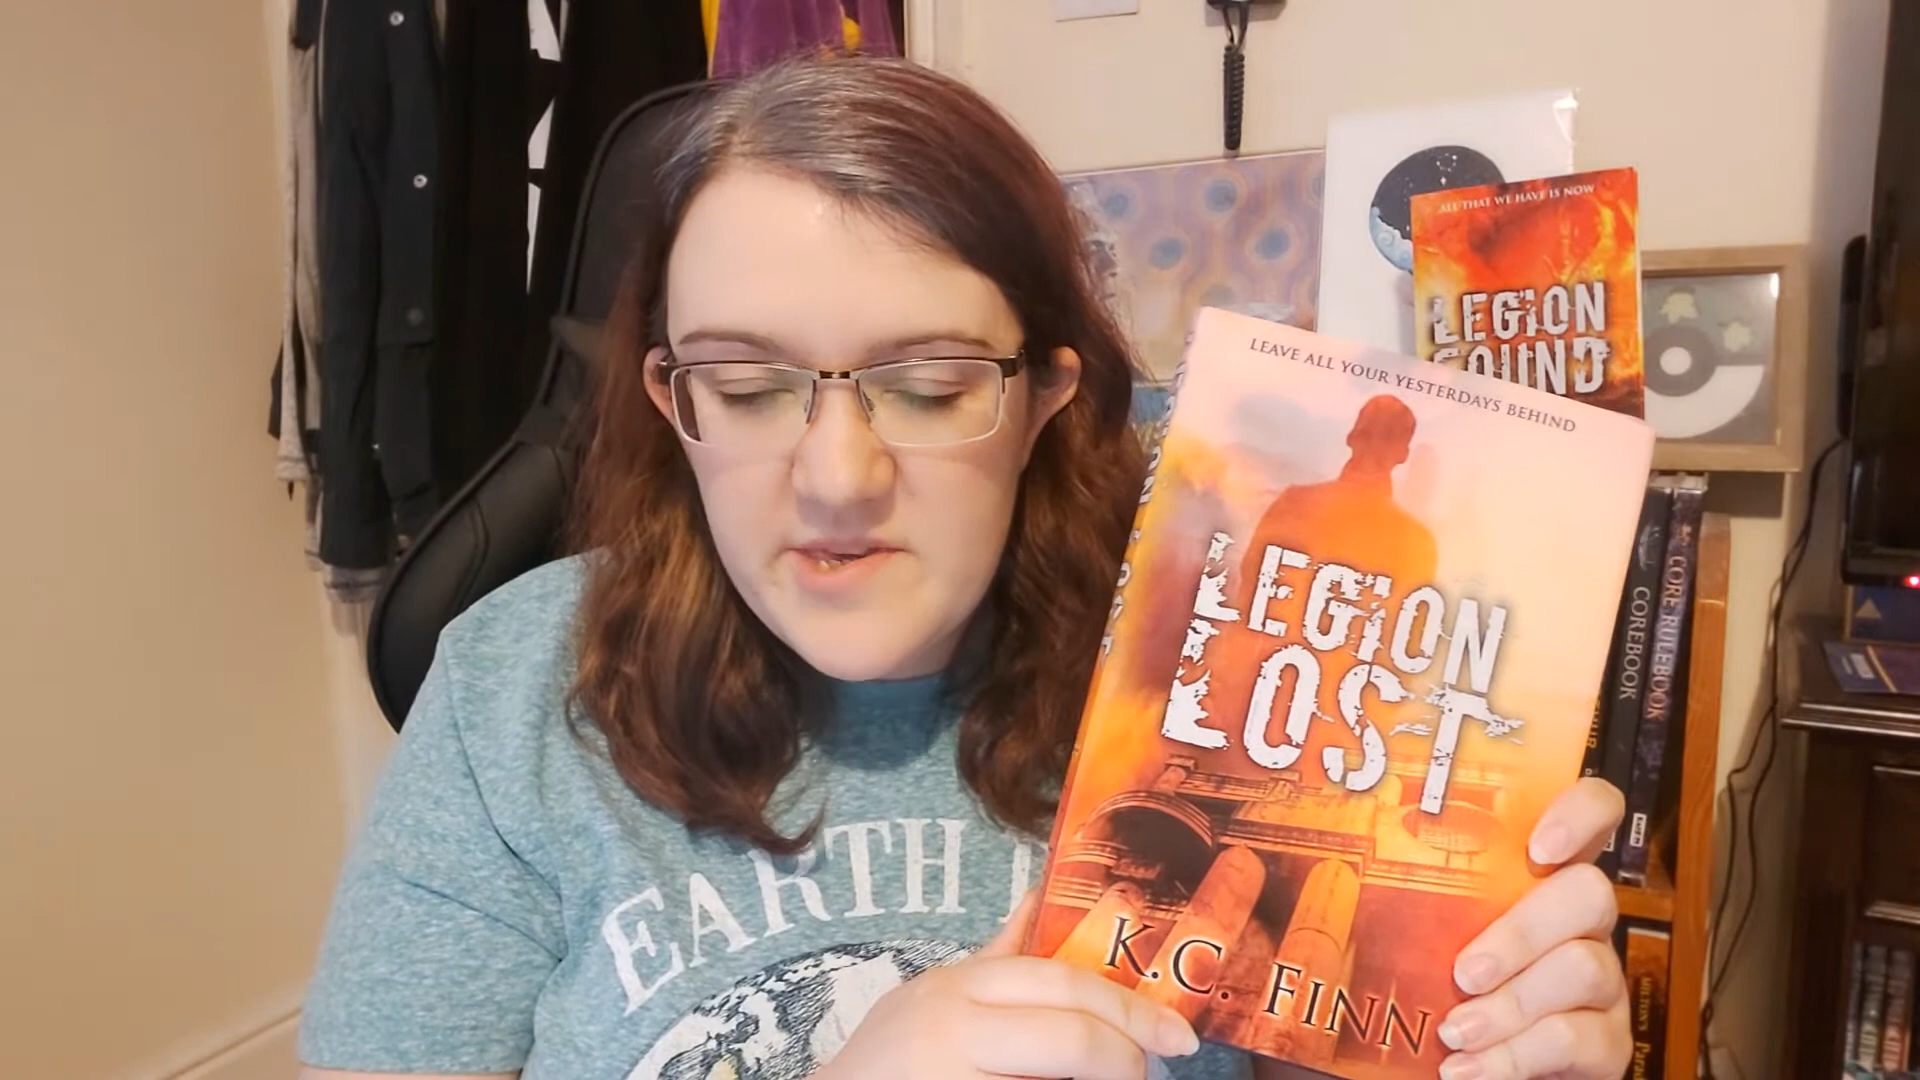 ALL THAT WE HAVE IS NOW
LEGION
LEAVE ALL YOUR YESTERDAYS BEHIND
LEGION
LOST
K.C. FINN
EARTH
COREBOOK
CORE RULEBOOK